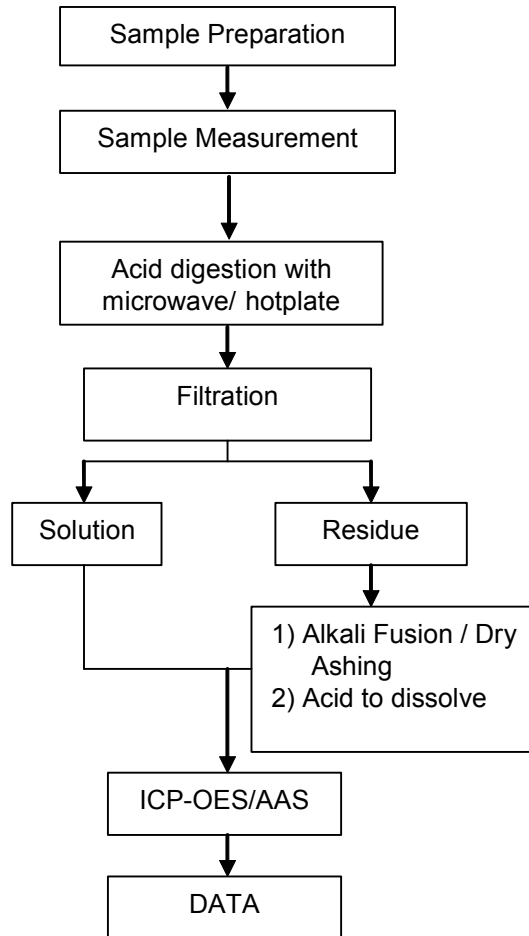 Sample Preparation
Sample Measurement
Acid digestion with
microwave/ hotplate
Filtration
Solution
Residue
1) Alkali Fusion / Dry
Ashing
2) Acid to dissolve
ICP-OES/AAS
DATA